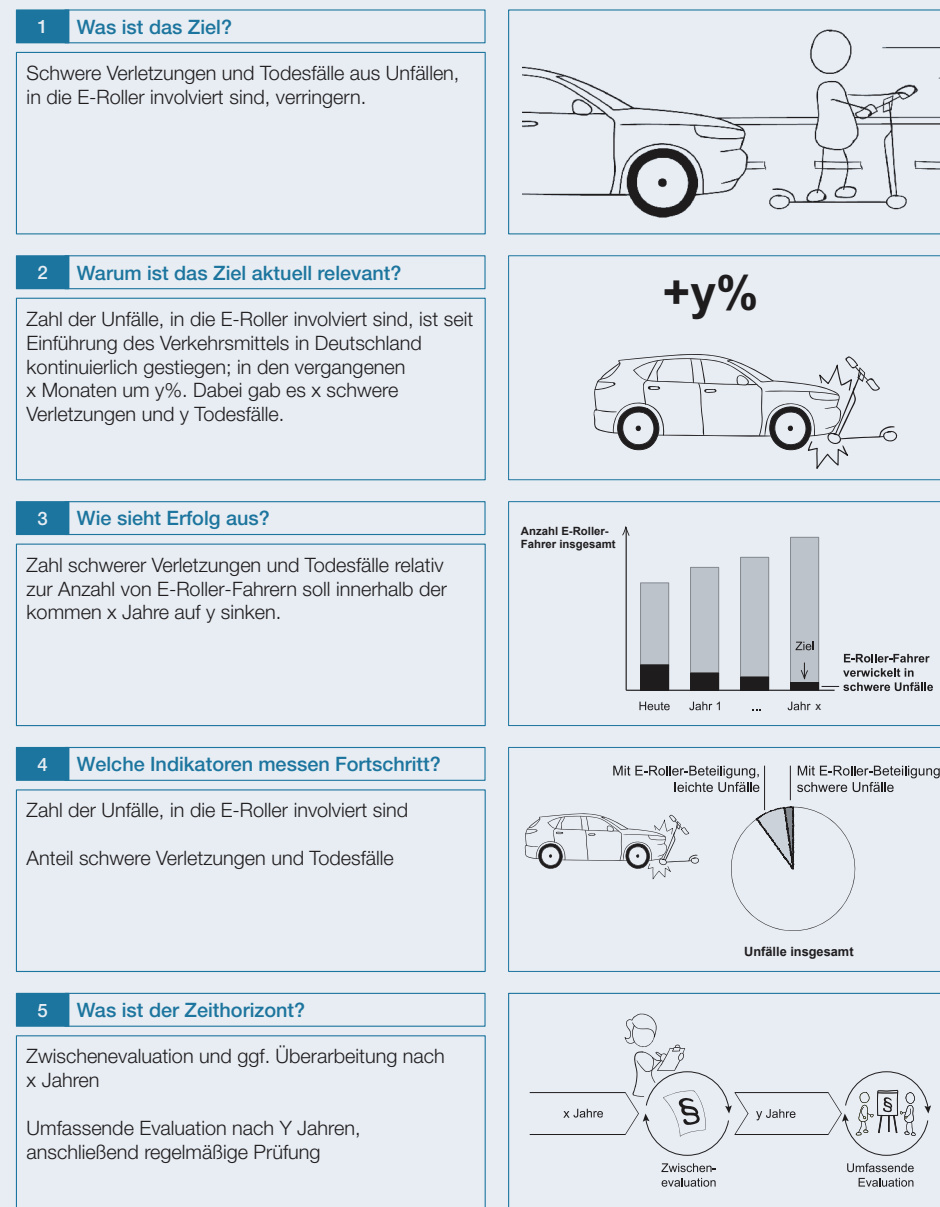 1 Was ist das Ziel?
Schwere Verletzungen und Todesfälle aus Unfällen,
in die E-Roller involviert sind, verringern.
2 Warum ist das Ziel aktuell relevant?
Zahl der Unfälle, in die E-Roller involviert sind, ist seit
Einführung des Verkehrsmittels in Deutschland
kontinuierlich gestiegen; in den vergangenen
x Monaten um y%. Dabei gab es x schwere
Verletzungen und y Todesfälle.
+y%
3 Wie sieht Erfolg aus?
Zahl schwerer Verletzungen und Todesfälle relativ
zur Anzahl von E-Roller-Fahrern soll innerhalb der
kommen x Jahre auf y sinken.
Anzahl E-Roller-
Fahrer insgesamt
Ziel
E-Roller-Fahrer
verwickelt in
schwere Unfälle
Heute Jahr 1 ... Jahr x
4 Welche Indikatoren messen Fortschritt?
Zahl der Unfälle, in die E-Roller involviert sind
Anteil schwere Verletzungen und Todesfälle
Mit E-Roller-Beteiligung,
leichte Unfälle
Mit E-Roller-Beteiligung
schwere Unfälle
Unfälle insgesamt
5 Was ist der Zeithorizont?
Zwischenevaluation und ggf. Überarbeitung nach
x Jahren
Umfassende Evaluation nach Y Jahren,
anschließend regelmäßige Prüfung
x Jahre
§
y Jahre
§
Zwischen-
evaluation
Umfassende
Evaluation